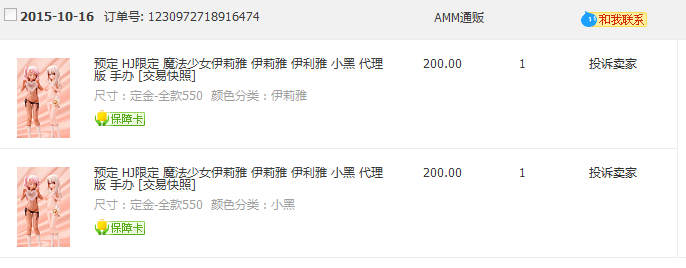 2015-10-16 订单号: 1230972718916474 AMM通贩 和我联系
预定 HJ限定 魔法少女伊莉雅 伊莉雅 伊利雅 小黑 代理 200.00 1 投诉卖家
版 手办 [交易快照]
尺寸：定金-全款550 颜色分类：伊莉雅
保障卡
预定 HJ限定 魔法少女伊莉雅 伊莉雅 伊利雅 小黑 代理 200.00 1 投诉卖家
版 手办 [交易快照]
尺寸：定金-全款550 颜色分类：小黑
保障卡